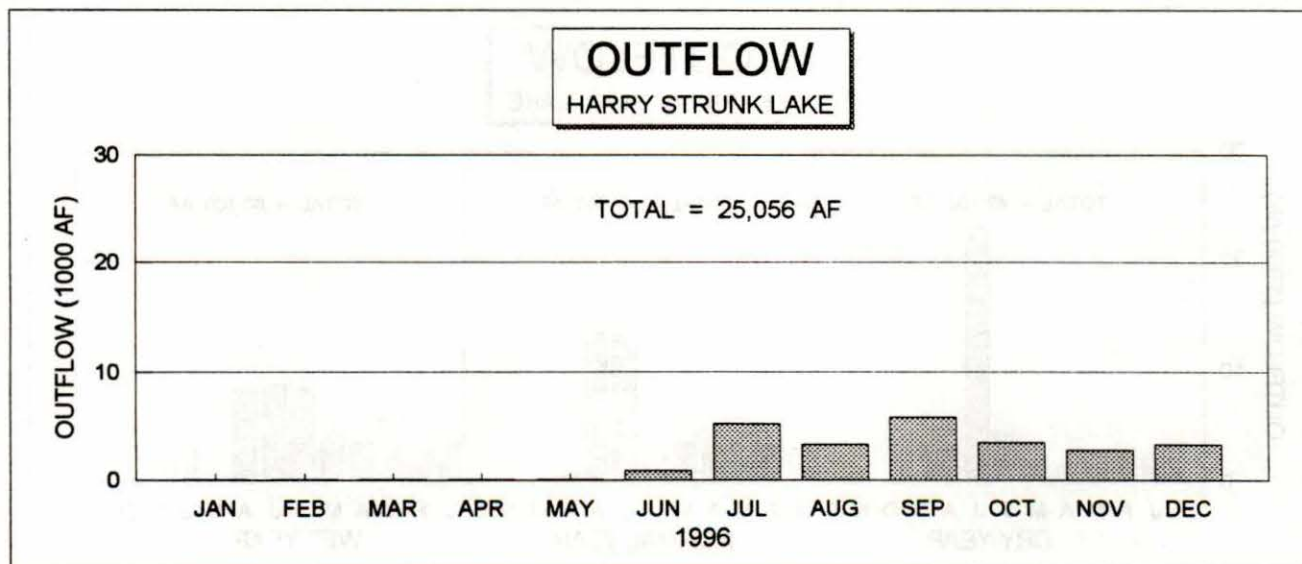 OUTFLOW
HARRY STRUNK LAKE
30
TOTAL = 25,056 AF
20
OUTFLOW (1000 AF)
10
0
JAN FEB MAR APR MAY JUN JUL AUG SEP OCT NOV DEC
1996